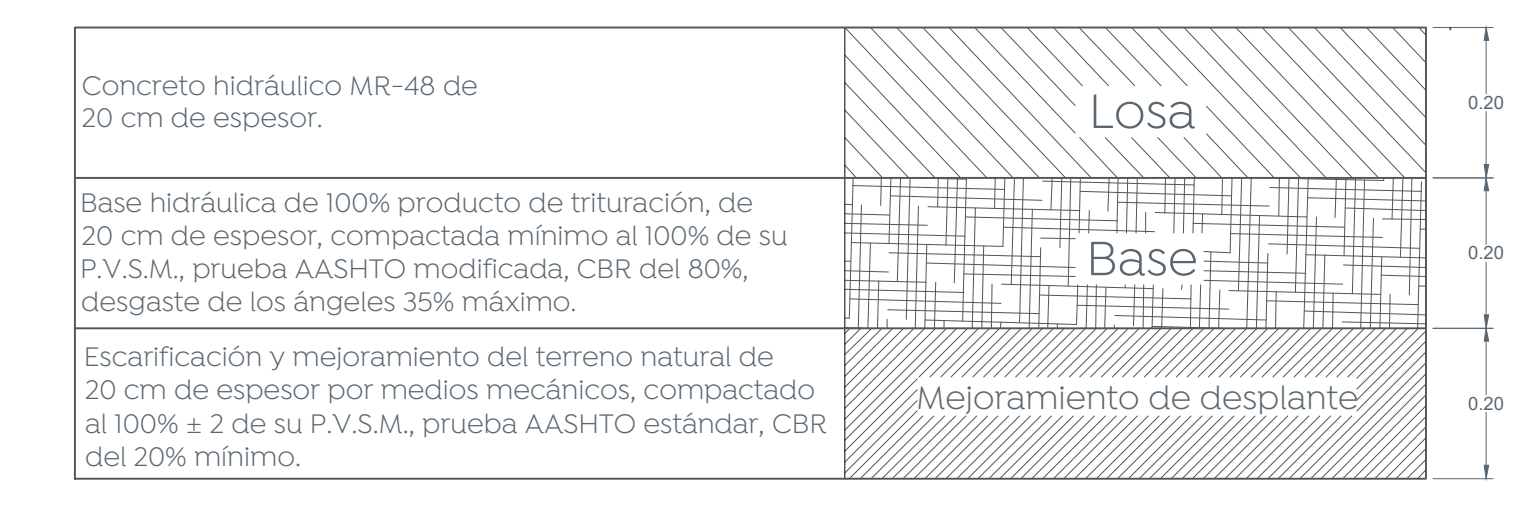 Concreto hidráulico MR-48 de
20 cm de espesor.
Losa
0.20
Base hidráulica de 100% producto de trituración, de
20 cm de espesor, compactada mínimo al 100% de su
P.V.S.M., prueba AASHTO modificada, CBR del 80%,
desgaste de los ángeles 35% máximo.
Base
0.20
Escarificación y mejoramiento del terreno natural de
20 cm de espesor por medios mecánicos, compactado
al 100% ± 2 de su P.V.S.M., prueba AASHTO estándar, CBR
del 20% mínimo.
Mejoramiento de desplante
0.20